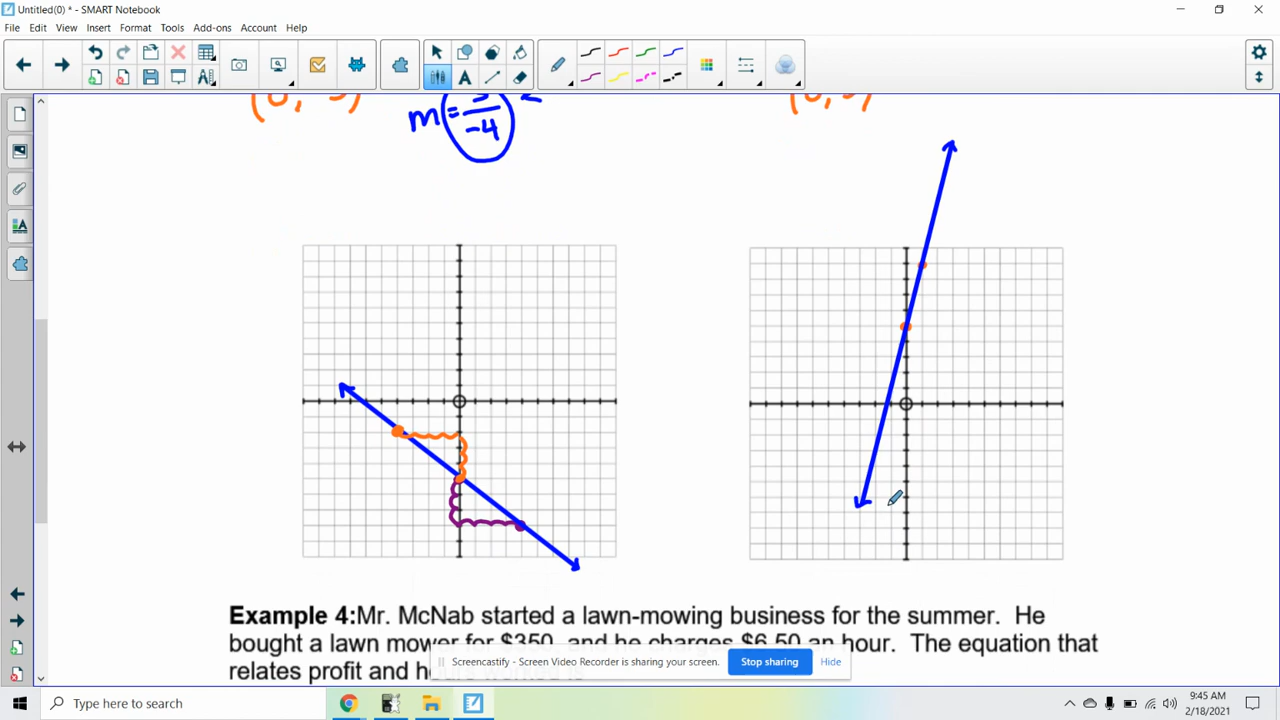 Untitled(0) * - SMART Notebook
File Edit View Insert Format Tools Add-ons Account Help
m = -4
Example 4:Mr. McNab started a lawn-mowing business for the summer. He
bought a lawn mower for $350, and he charges $6.50 an hour. The equation that
relates profit and hours worked is
Screencastify - Screen Video Recorder is sharing your screen.
Stop sharing
Hide
Type here to search
9:45 AM
2/18/2021